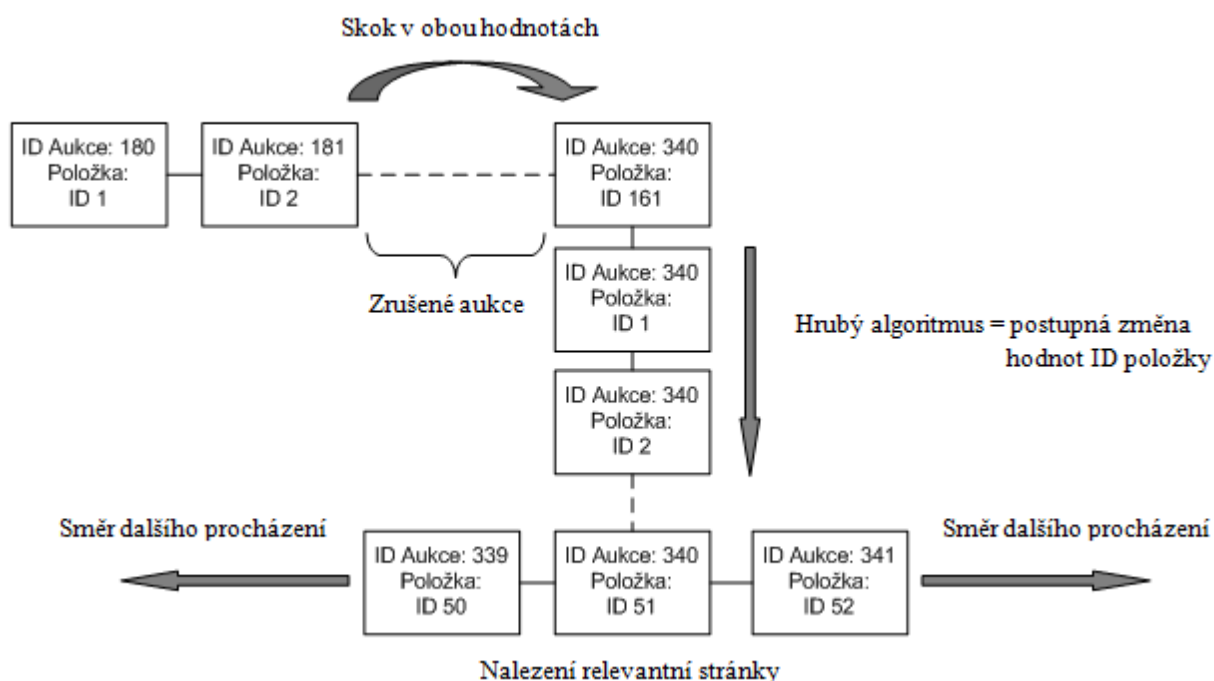 Skok v obou hodnotách
ID Aukce: 180
Položka:
ID 1
ID Aukce: 181
Položka:
ID 2
ID Aukce: 340
Položka:
ID 161
Zrušené aukce
ID Aukce: 340
Položka:
ID 1
Hrubý algoritmus = postupná změna
hodnot ID položky
ID Aukce: 340
Položka:
ID 2
Směr dalšího procházení
ID Aukce: 339
Položka:
ID 50
ID Aukce: 340
Položka:
ID 51
ID Aukce: 341
Položka:
ID 52
Směr dalšího procházení
Nalezení relevantní stránky